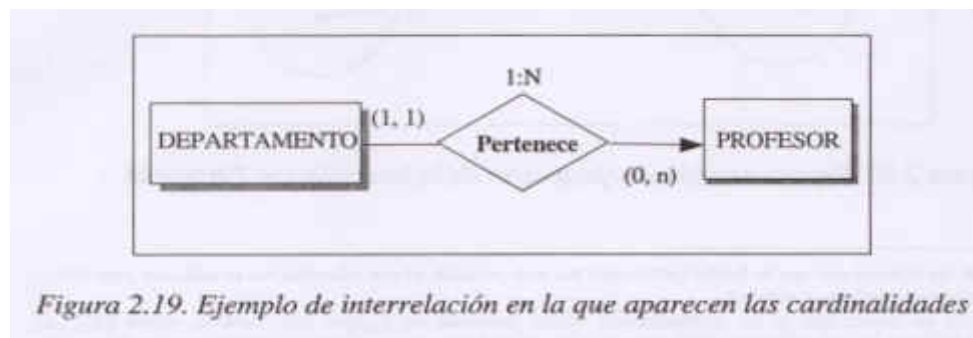 1:N
DEPARTAMENTO (1, 1) Pertenece PROFESOR
(0, n)
Figura 2.19. Ejemplo de interrelación en la que aparecen las cardinalidades